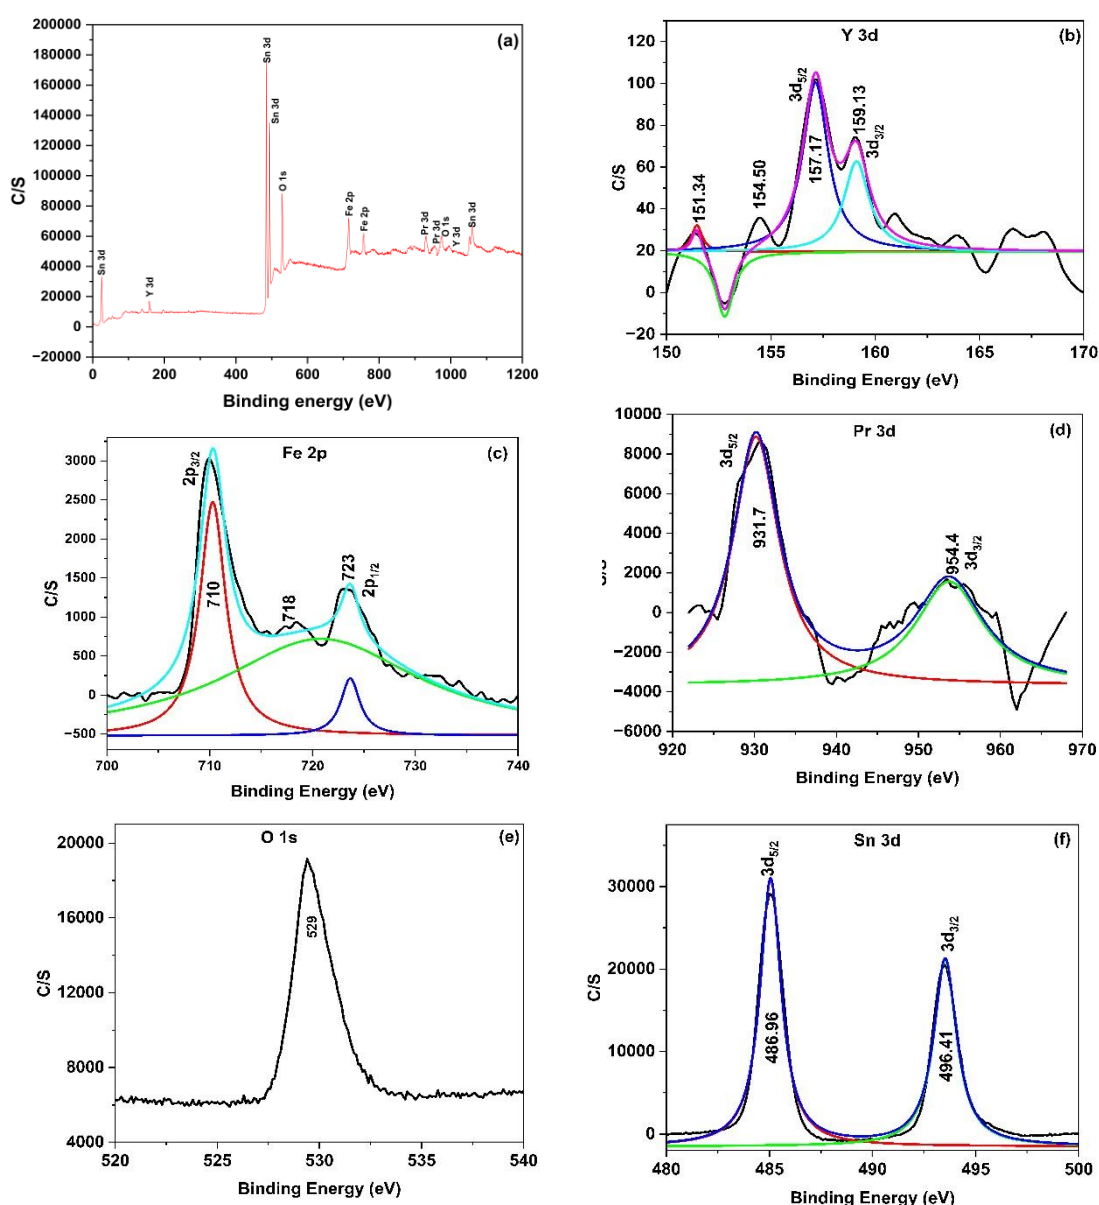 (a)
200000
180000
160000
140000
120000
100000
80000
60000
40000
20000
0
−20000
C/S
Sn 3d
Y 3d
Sn 3d
Sn 3d
O 1s
Fe 2p
Fe 2p
Pr 3d
Pr 3d
O 1s
Y 3d
Sn 3d
0 200 400 600 800 1000 1200
Binding energy (eV)
Y 3d
(b)
120
100
80
60
40
20
0
−20
C/S
151.34
154.50
3d5/2
157.17
159.13
3d3/2
150 155 160 165 170
Binding Energy (eV)
Fe 2p
(c)
3000
2500
2000
1500
1000
500
0
−500
C/S
2p3/2
710
718
723
2p1/2
700 710 720 730 740
Binding Energy (eV)
Pr 3d
(d)
10000
8000
6000
4000
2000
0
−2000
−4000
−6000
C/S
3d5/2
931.7
954.4
3d3/2
920 930 940 950 960 970
Binding Energy (eV)
O 1s
(e)
20000
16000
12000
8000
4000
C/S
529
520 525 530 535 540
Binding Energy (eV)
Sn 3d
(f)
30000
20000
10000
0
C/S
3d5/2
486.96
3d3/2
496.41
480 485 490 495 500
Binding Energy (eV)